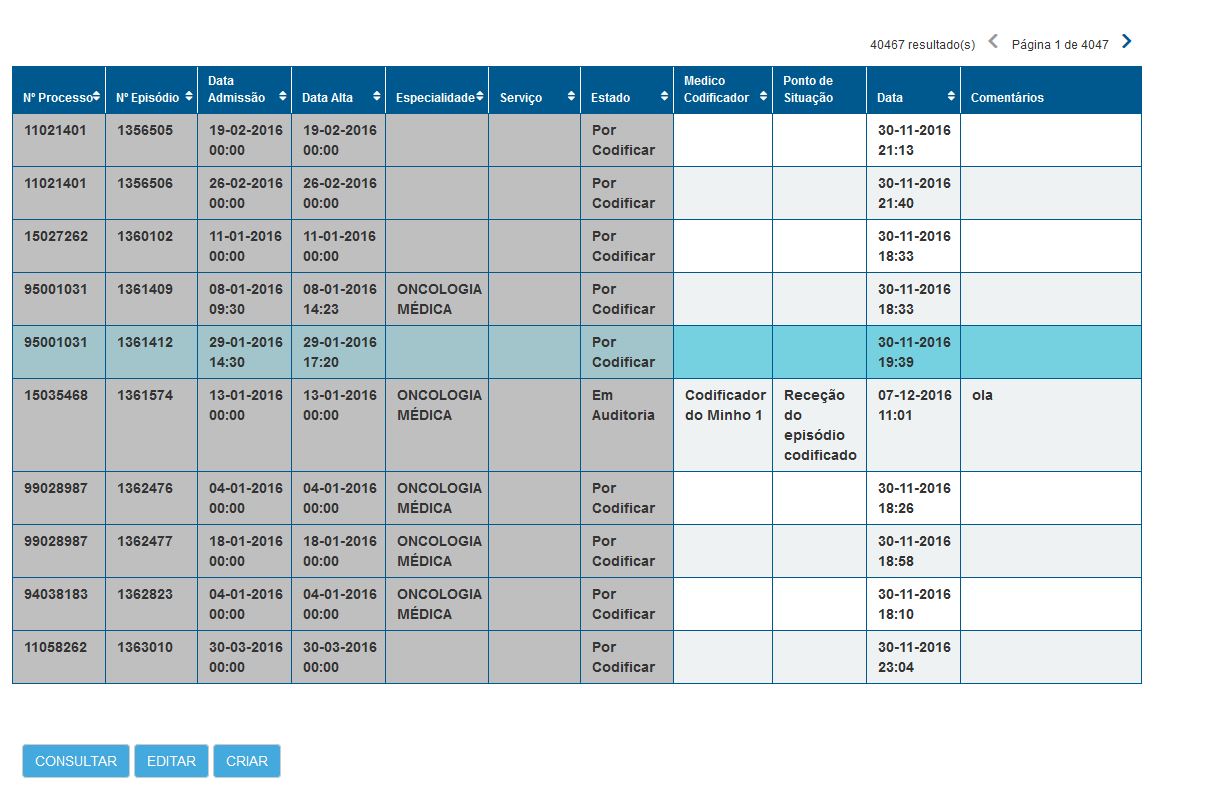 40467 resultado(s) Página 1 de 4047
Nº Processo Nº Episódio Data Admissão Data Alta Especialidade Serviço Estado Medico Codificador Ponto de Situação Data Comentários
11021401 1356505 19-02-2016 19-02-2016 Por 30-11-2016
00:00 00:00 Codificar 21:13
11021401 1356506 26-02-2016 26-02-2016 Por 30-11-2016
00:00 00:00 Codificar 21:40
15027262 1360102 11-01-2016 11-01-2016 Por 30-11-2016
00:00 00:00 Codificar 18:33
95001031 1361409 08-01-2016 08-01-2016 ONCOLOGIA Por 30-11-2016
09:30 14:23 MÉDICA Codificar 18:33
95001031 1361412 29-01-2016 29-01-2016 Por 30-11-2016
14:30 17:20 Codificar 19:39
15035468 1361574 13-01-2016 13-01-2016 ONCOLOGIA Em Codificador Receção 07-12-2016 ola
00:00 00:00 MÉDICA Auditoria do Minho 1 do 11:01
episódio
codificado
99028987 1362476 04-01-2016 04-01-2016 ONCOLOGIA Por 30-11-2016
00:00 00:00 MÉDICA Codificar 18:26
99028987 1362477 18-01-2016 18-01-2016 ONCOLOGIA Por 30-11-2016
00:00 00:00 MÉDICA Codificar 18:58
94038183 1362823 04-01-2016 04-01-2016 ONCOLOGIA Por 30-11-2016
00:00 00:00 MÉDICA Codificar 18:10
11058262 1363010 30-03-2016 30-03-2016 Por 30-11-2016
00:00 00:00 Codificar 23:04
CONSULTAR EDITAR CRIAR